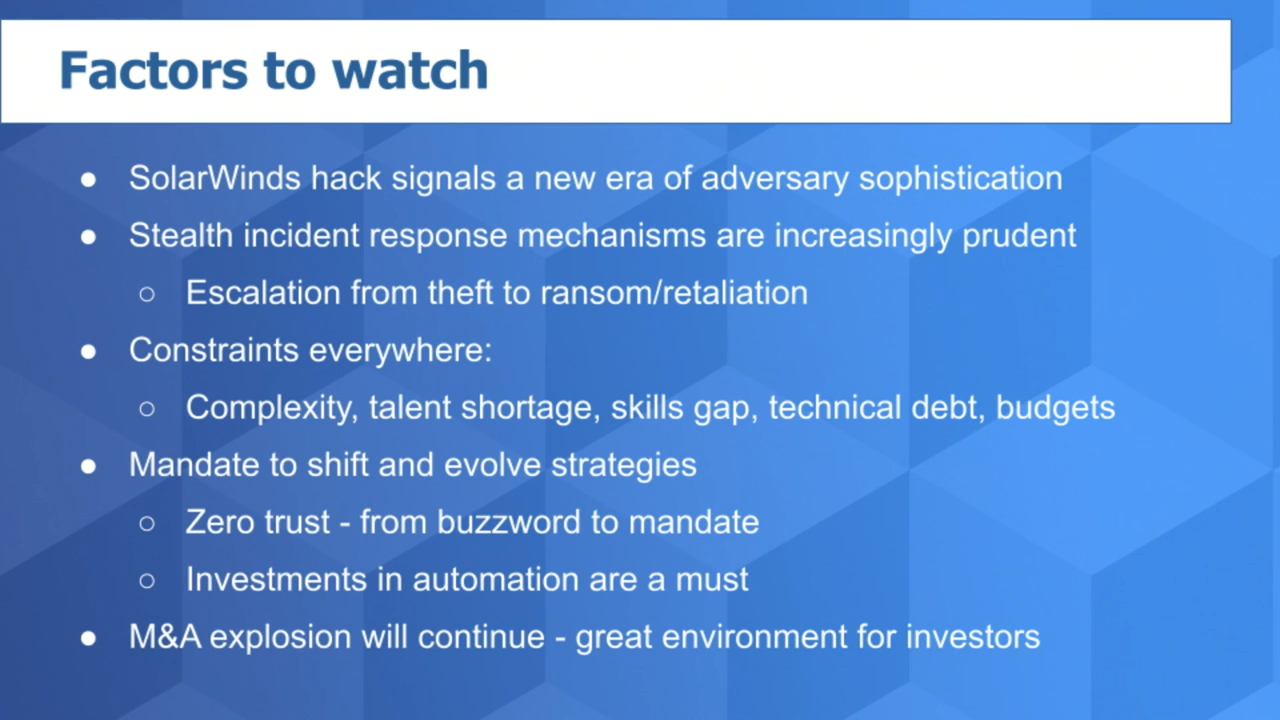 Factors to watch
● SolarWinds hack signals a new era of adversary sophistication
● Stealth incident response mechanisms are increasingly prudent
○ Escalation from theft to ransom/retaliation
● Constraints everywhere:
○ Complexity, talent shortage, skills gap, technical debt, budgets
● Mandate to shift and evolve strategies
○ Zero trust - from buzzword to mandate
○ Investments in automation are a must
● M&A explosion will continue - great environment for investors